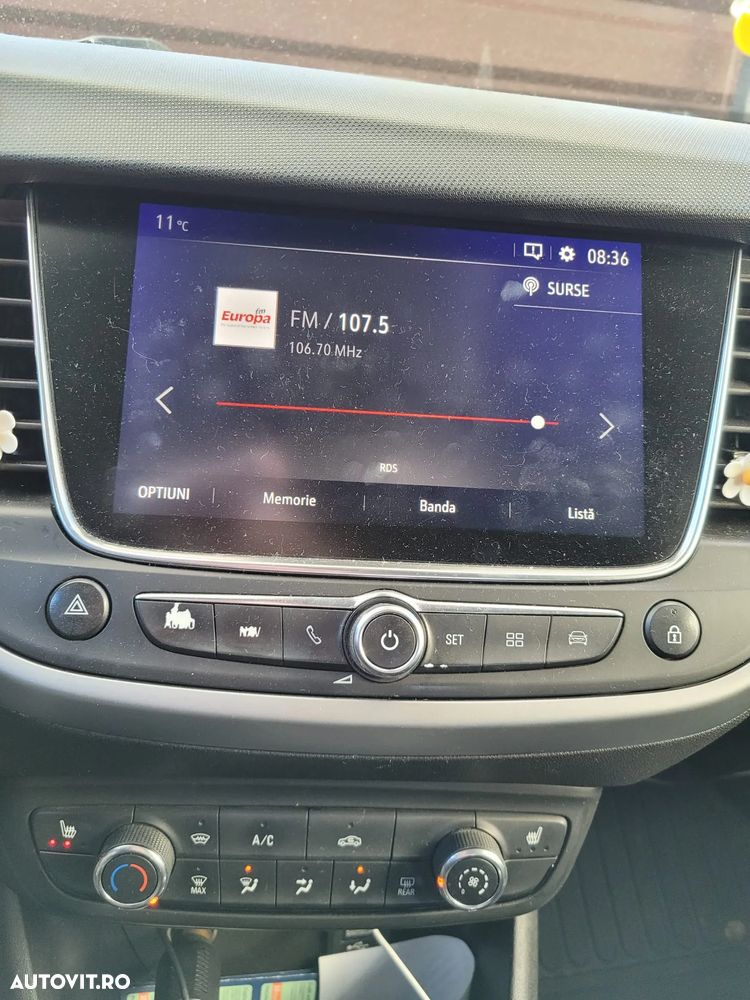 11 °C
08:36
SURSE
fm
Europa
FM / 107.5
106.70 MHz
RDS
OPTIUNI
Memorie
Banda
Listă
SET
A/C
MAX
REAR
AUTOVIT.RO